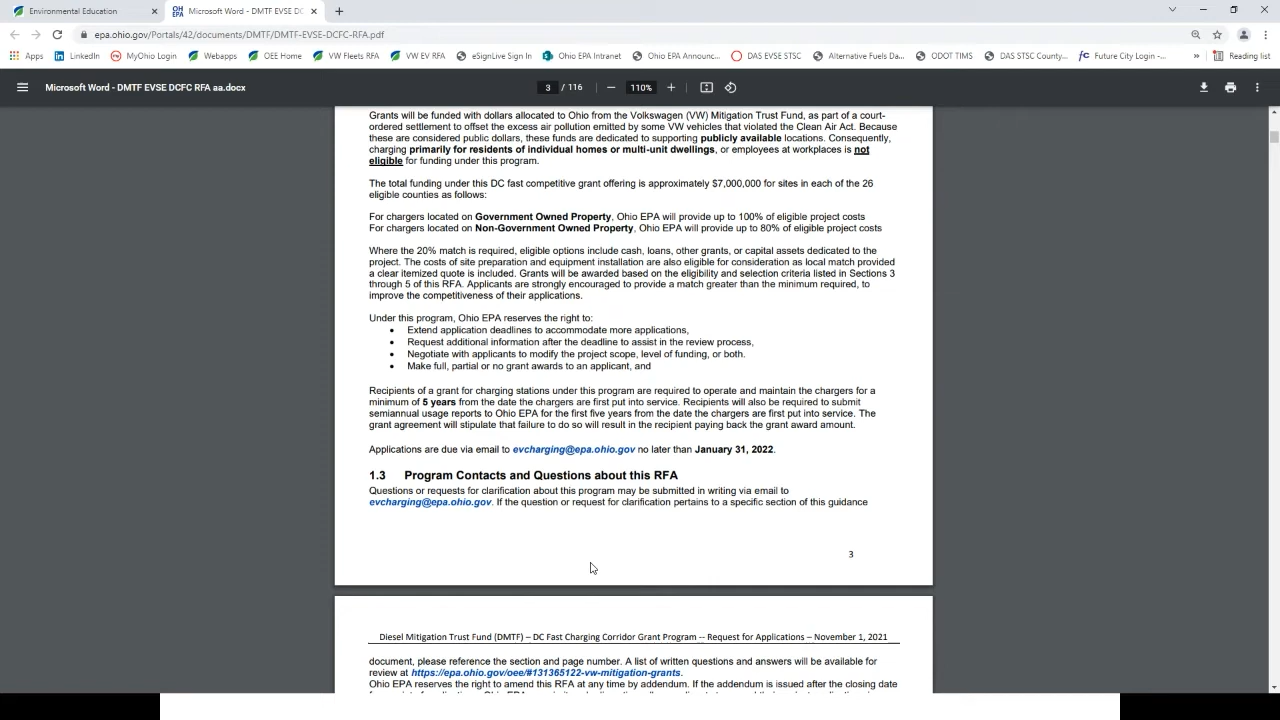 Environmental Education
OH
EPA
Microsoft Word - DMTF EVSE DC
epa.ohio.gov/Portals/42/documents/DMTF/DMTF-EVSE-DCFC-RFA.pdf
Apps
LinkedIn
MyOhio Login
Webapps
OEE Home
VW Fleets RFA
VW EV RFA
eSignLive Sign In
Ohio EPA Intranet
Ohio EPA Announc...
DAS EVSE STSC
Alternative Fuels Da...
ODOT TIMS
DAS STSC County...
Future City Login -...
»
Reading list
Microsoft Word - DMTF EVSE DCFC RFA aa.docx
3 / 116
110%
Grants will be funded with dollars allocated to Ohio from the Volkswagen (VW) Mitigation Trust Fund, as part of a court-
ordered settlement to offset the excess air pollution emitted by some VW vehicles that violated the Clean Air Act. Because
these are considered public dollars, these funds are dedicated to supporting publicly available locations. Consequently,
charging primarily for residents of individual homes or multi-unit dwellings, or employees at workplaces is not
eligible for funding under this program.
The total funding under this DC fast competitive grant offering is approximately $7,000,000 for sites in each of the 26
eligible counties as follows:
For chargers located on Government Owned Property, Ohio EPA will provide up to 100% of eligible project costs
For chargers located on Non-Government Owned Property, Ohio EPA will provide up to 80% of eligible project costs
Where the 20% match is required, eligible options include cash, loans, other grants, or capital assets dedicated to the
project. The costs of site preparation and equipment installation are also eligible for consideration as local match provided
a clear itemized quote is included. Grants will be awarded based on the eligibility and selection criteria listed in Sections 3
through 5 of this RFA. Applicants are strongly encouraged to provide a match greater than the minimum required, to
improve the competitiveness of their applications.
Under this program, Ohio EPA reserves the right to:
• Extend application deadlines to accommodate more applications,
• Request additional information after the deadline to assist in the review process,
• Negotiate with applicants to modify the project scope, level of funding, or both.
• Make full, partial or no grant awards to an applicant, and
Recipients of a grant for charging stations under this program are required to operate and maintain the chargers for a
minimum of 5 years from the date the chargers are first put into service. Recipients will also be required to submit
semiannual usage reports to Ohio EPA for the first five years from the date the chargers are first put into service. The
grant agreement will stipulate that failure to do so will result in the recipient paying back the grant award amount.
Applications are due via email to evcharging@epa.ohio.gov no later than January 31, 2022.
1.3 Program Contacts and Questions about this RFA
Questions or requests for clarification about this program may be submitted in writing via email to
evcharging@epa.ohio.gov. If the question or request for clarification pertains to a specific section of this guidance
3
Diesel Mitigation Trust Fund (DMTF) – DC Fast Charging Corridor Grant Program -- Request for Applications – November 1, 2021
document, please reference the section and page number. A list of written questions and answers will be available for
review at https://epa.ohio.gov/oee/#131365122-vw-mitigation-grants.
Ohio EPA reserves the right to amend this RFA at any time by addendum. If the addendum is issued after the closing date